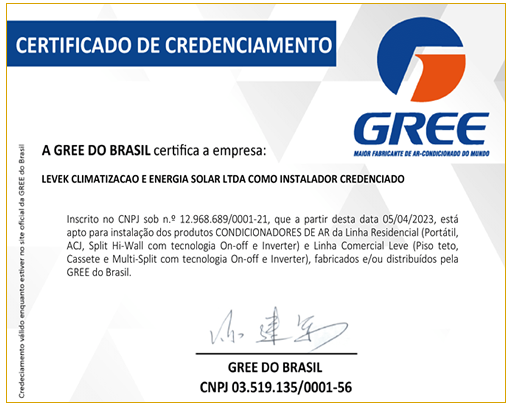 CERTIFICADO DE CREDENCIAMENTO
GREE
MAIOR FABRICANTE DE AR-CONDICIONADO DO MUNDO
A GREE DO BRASIL certifica a empresa:
LEVEK CLIMATIZACAO E ENERGIA SOLAR LTDA COMO INSTALADOR CREDENCIADO
Inscrito no CNPJ sob n.º 12.968.689/0001-21, que a partir desta data 05/04/2023, está
apto para instalação dos produtos CONDICIONADORES DE AR da Linha Residencial (Portátil,
ACJ, Split Hi-Wall com tecnologia On-off e Inverter) e Linha Comercial Leve (Piso teto,
Cassete e Multi-Split com tecnologia On-off e Inverter), fabricados e/ou distribuídos pela
GREE do Brasil.
GREE DO BRASIL
CNPJ 03.519.135/0001-56
Credeciamento válido enquanto estiver no site oficial da GREE do Brasil